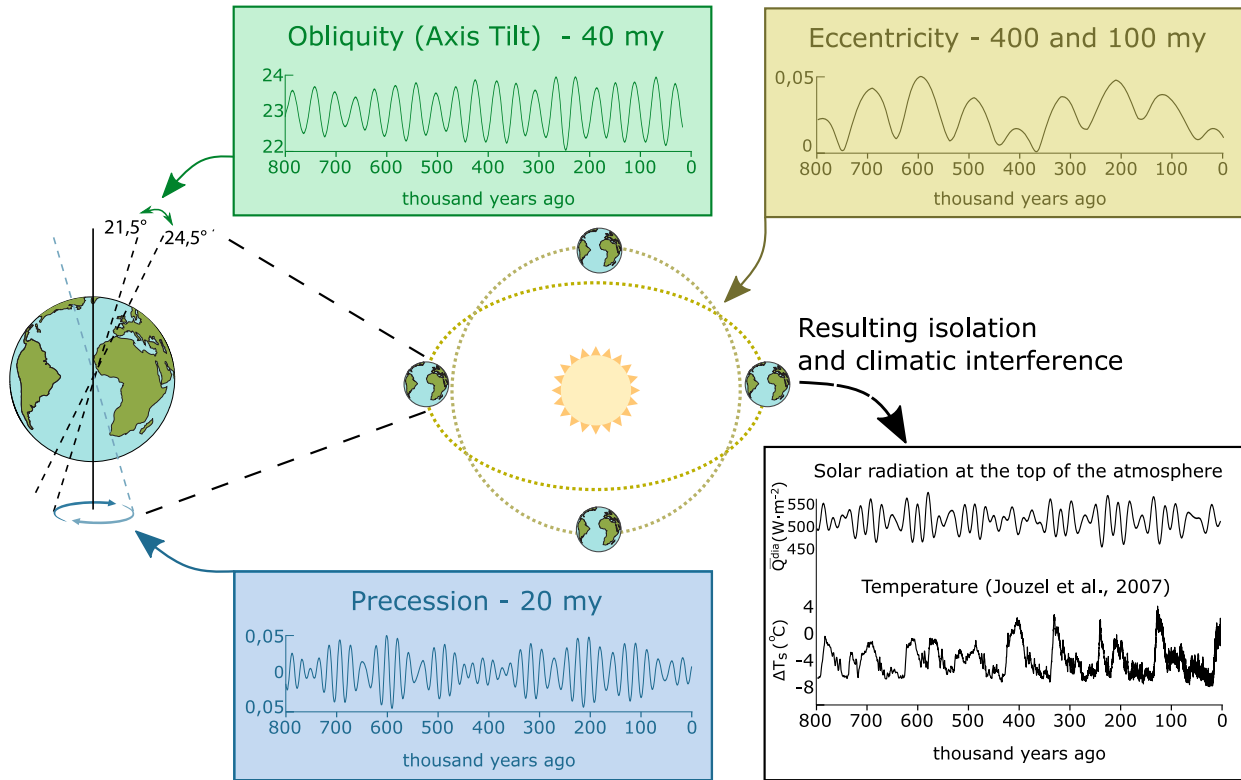 Obliquity (Axis Tilt) - 40 my
24
23
22
800 700 600 500 400 300 200 100 0
thousand years ago
Eccentricity - 400 and 100 my
0,05
0
800 700 600 500 400 300 200 100 0
thousand years ago
21,5°
24,5°
Resulting isolation
and climatic interference
Solar radiation at the top of the atmosphere
550
500
450
Q̅ᵈⁱᵃ (W·m⁻²)
Temperature (Jouzel et al., 2007)
4
0
-4
-8
ΔTs (°C)
800 700 600 500 400 300 200 100 0
thousand years ago
Precession - 20 my
0,05
0
0,05
800 700 600 500 400 300 200 100 0
thousand years ago